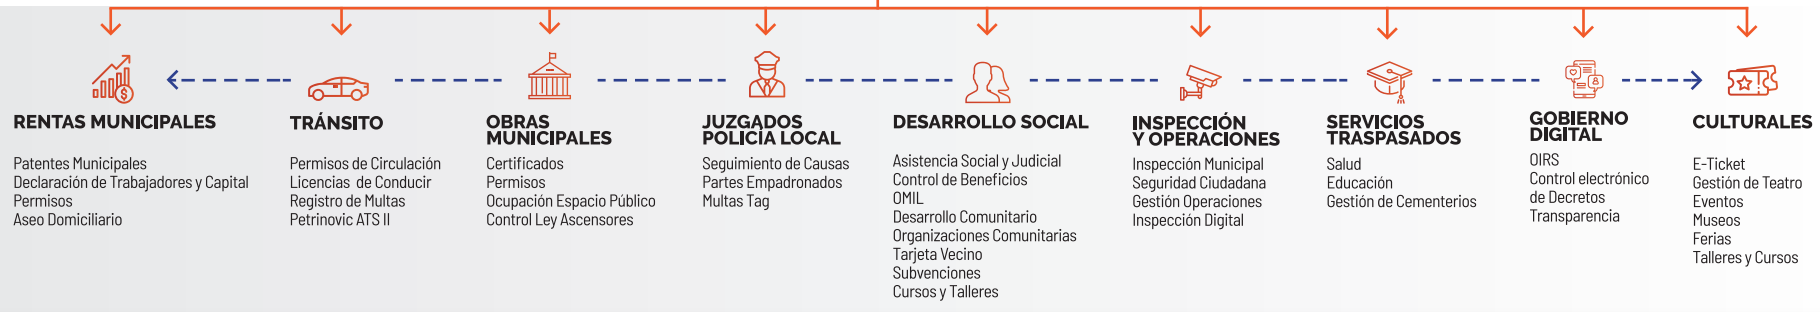 RENTAS MUNICIPALES
Patentes Municipales
Declaración de Trabajadores y Capital
Permisos
Aseo Domiciliario
TRÁNSITO
Permisos de Circulación
Licencias de Conducir
Registro de Multas
Petrinovic ATS II
OBRAS
MUNICIPALES
Certificados
Permisos
Ocupación Espacio Público
Control Ley Ascensores
JUZGADOS
POLICÍA LOCAL
Seguimiento de Causas
Partes Empadronados
Multas Tag
DESARROLLO SOCIAL
Asistencia Social y Judicial
Control de Beneficios
OMIL
Desarrollo Comunitario
Organizaciones Comunitarias
Tarjeta Vecino
Subvenciones
Cursos y Talleres
INSPECCIÓN
Y OPERACIONES
Inspección Municipal
Seguridad Ciudadana
Gestión Operaciones
Inspección Digital
SERVICIOS
TRASPASADOS
Salud
Educación
Gestión de Cementerios
GOBIERNO
DIGITAL
OIRS
Control electrónico
de Decretos
Transparencia
CULTURALES
E-Ticket
Gestión de Teatro
Eventos
Museos
Ferias
Talleres y Cursos